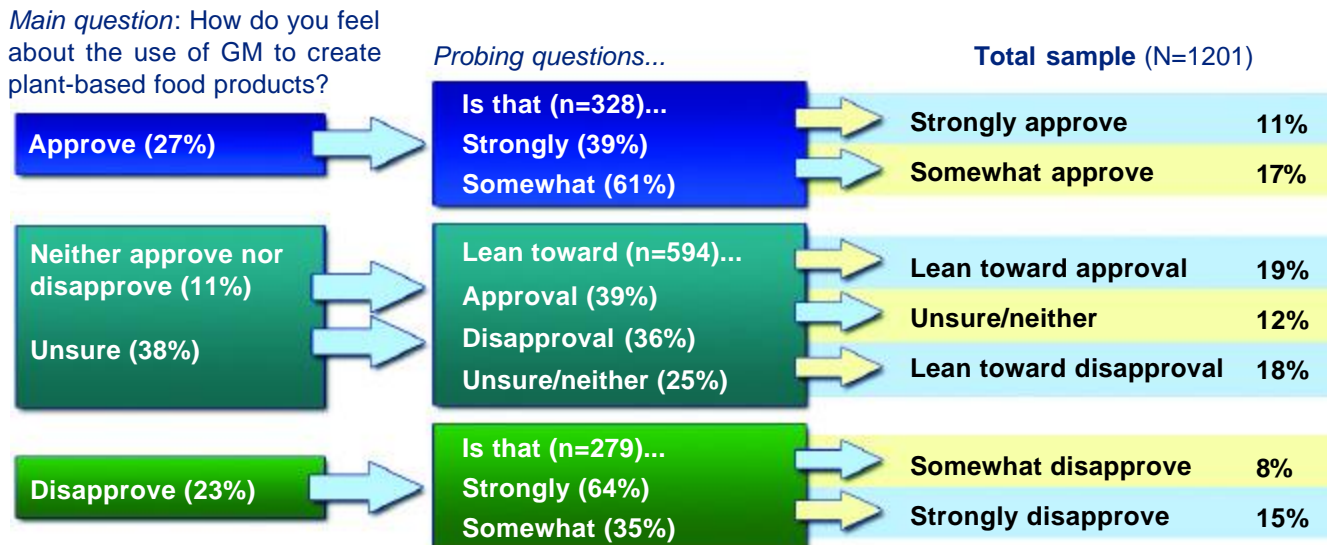 Main question: How do you feel
about the use of GM to create
plant-based food products?
Probing questions...
Total sample (N=1201)
Approve (27%)
Is that (n=328)...
Strongly (39%)
Somewhat (61%)
Strongly approve 11%
Somewhat approve 17%
Neither approve nor
disapprove (11%)
Unsure (38%)
Lean toward (n=594)...
Approval (39%)
Disapproval (36%)
Unsure/neither (25%)
Lean toward approval 19%
Unsure/neither 12%
Lean toward disapproval 18%
Disapprove (23%)
Is that (n=279)...
Strongly (64%)
Somewhat (35%)
Somewhat disapprove 8%
Strongly disapprove 15%